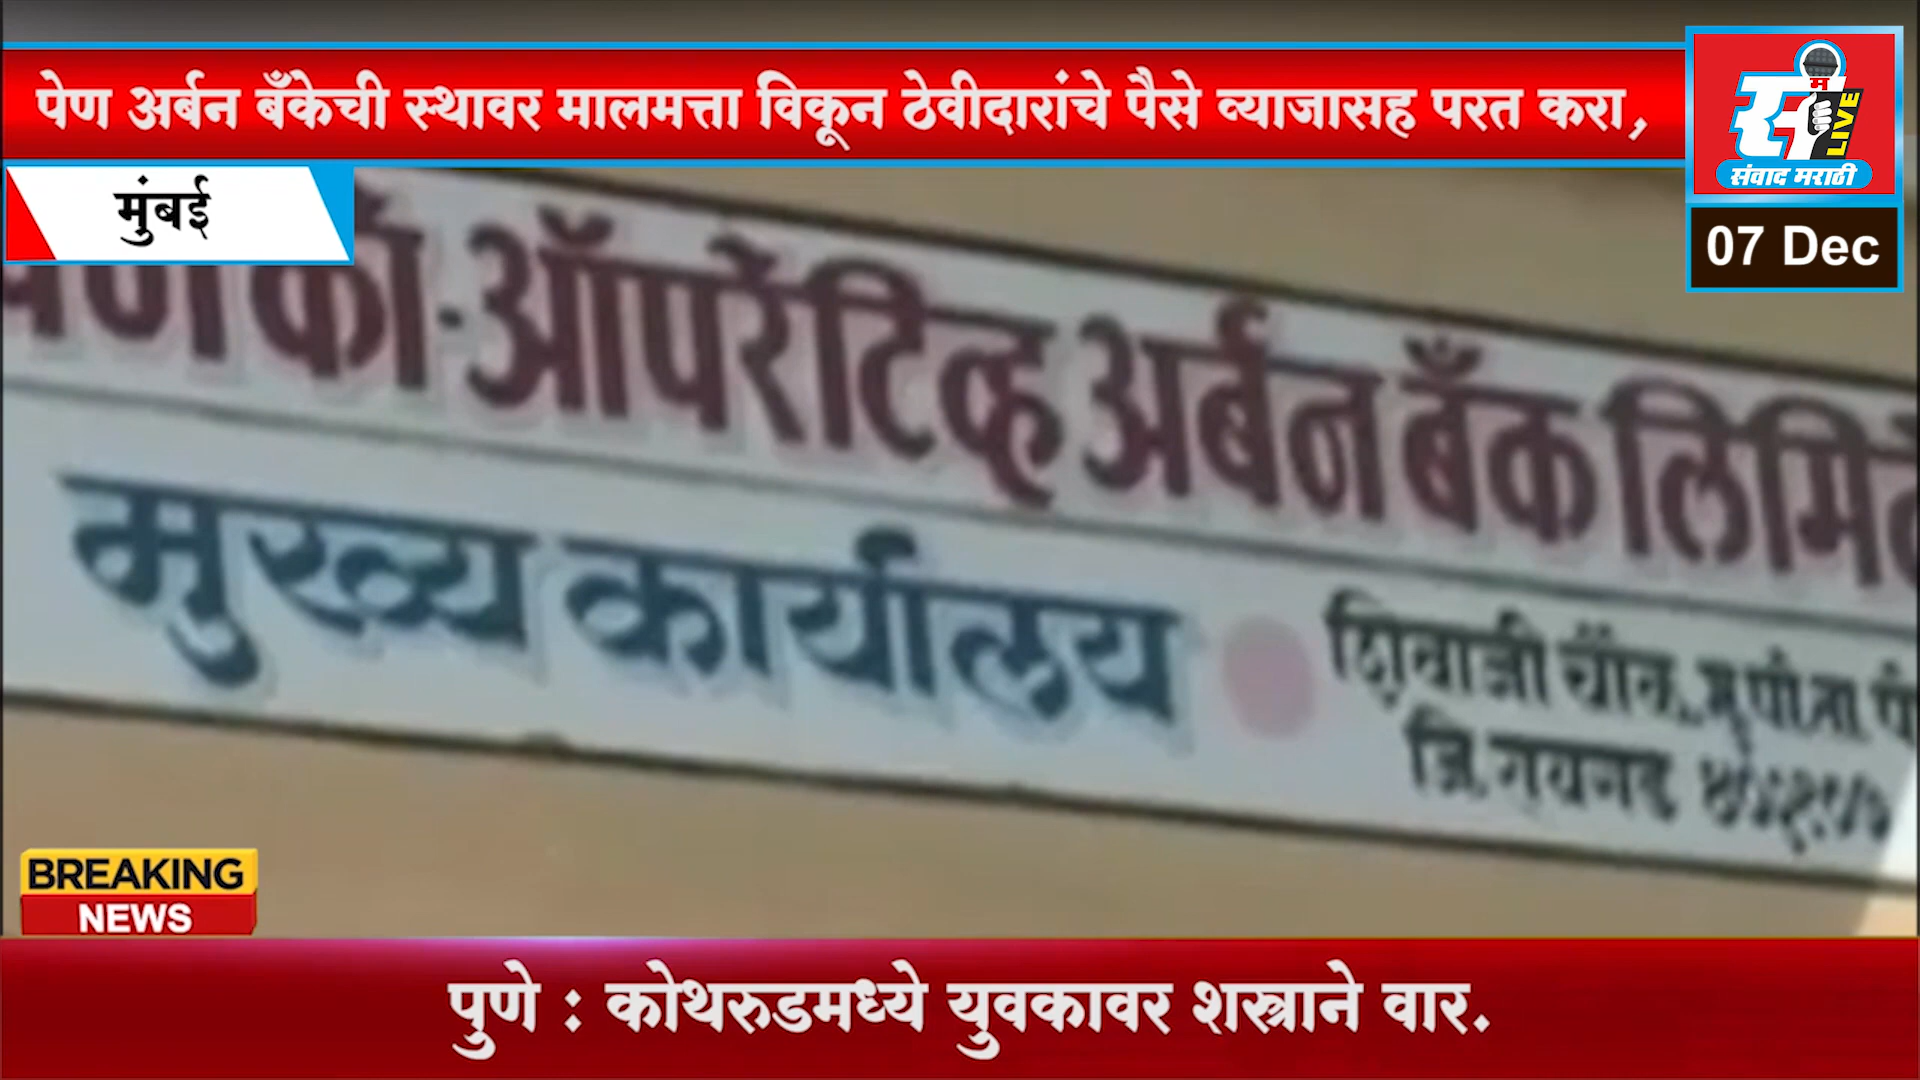 पेण अर्बन बँकेची स्थावर मालमत्ता विकून ठेवीदारांचे पैसे व्याजासह परत करा,
स
म
LIVE
संवाद मराठी
मुंबई
07 Dec
पेण को-ऑपरेटिव्ह अर्बन बँक
मुख्य कार्यालय
शिवाजी चौक,
जि. रायगड
BREAKING
NEWS
पुणे : कोथरुडमध्ये युवकावर शस्त्राने वार.